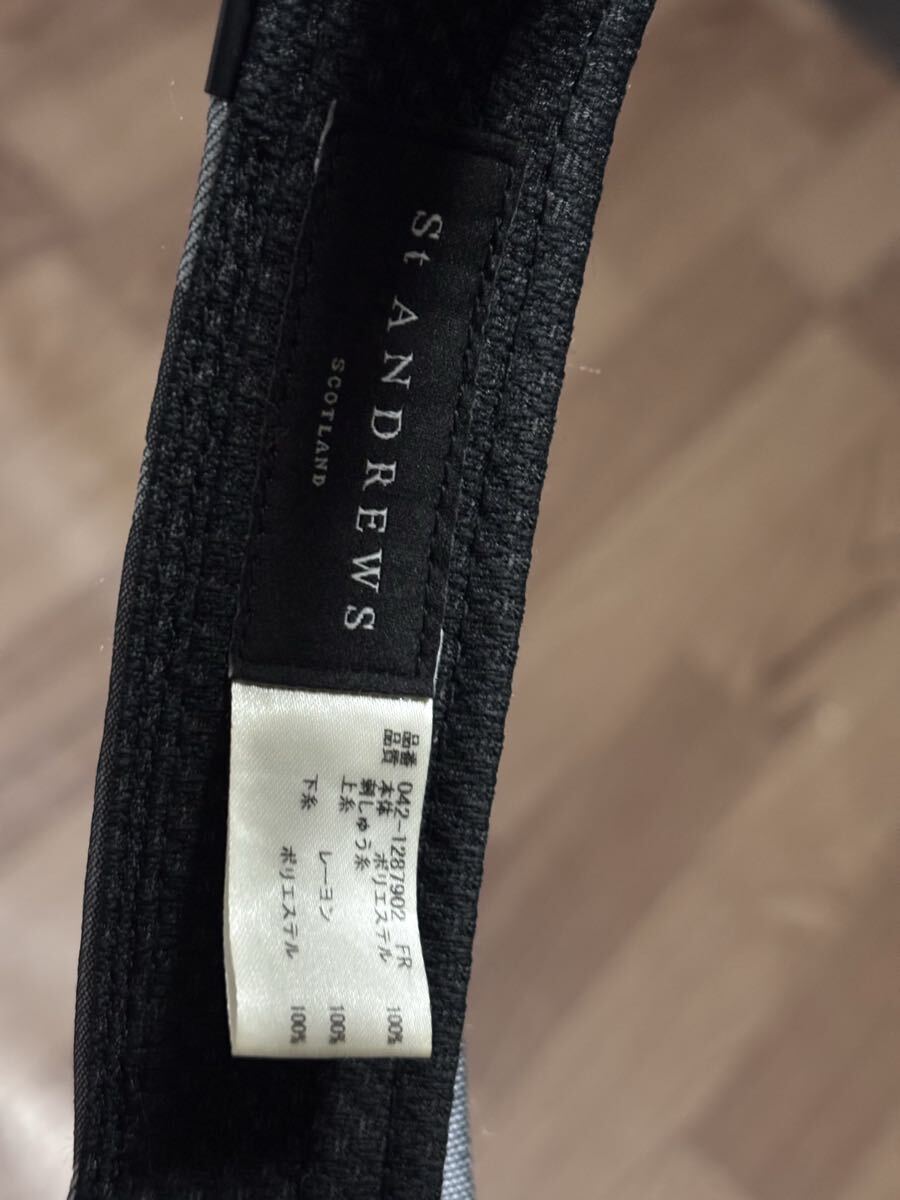 St ANDREWS
SCOTLAND
品番 042-1287902 FR
品質 本体 ポリエステル 100%
刺しゅう糸
上糸 レーヨン 100%
下糸 ポリエステル 100%